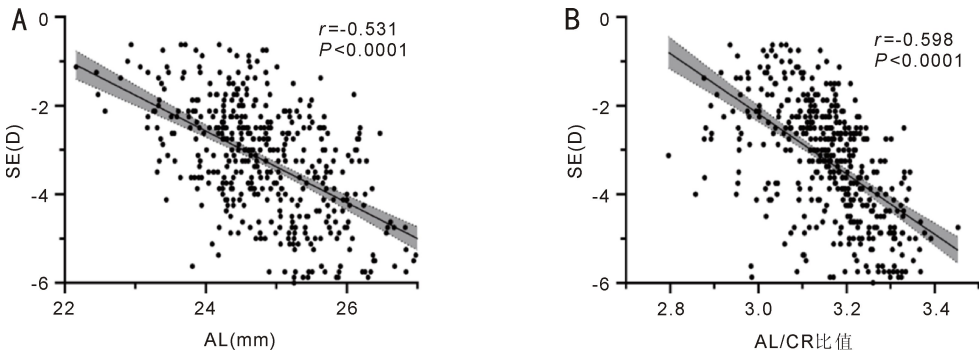 A
r=-0.531
P<0.0001
0
-2
-4
-6
SE(D)
22
24
26
AL(mm)
B
r=-0.598
P<0.0001
0
-2
-4
-6
SE(D)
2.8
3.0
3.2
3.4
AL/CR比值